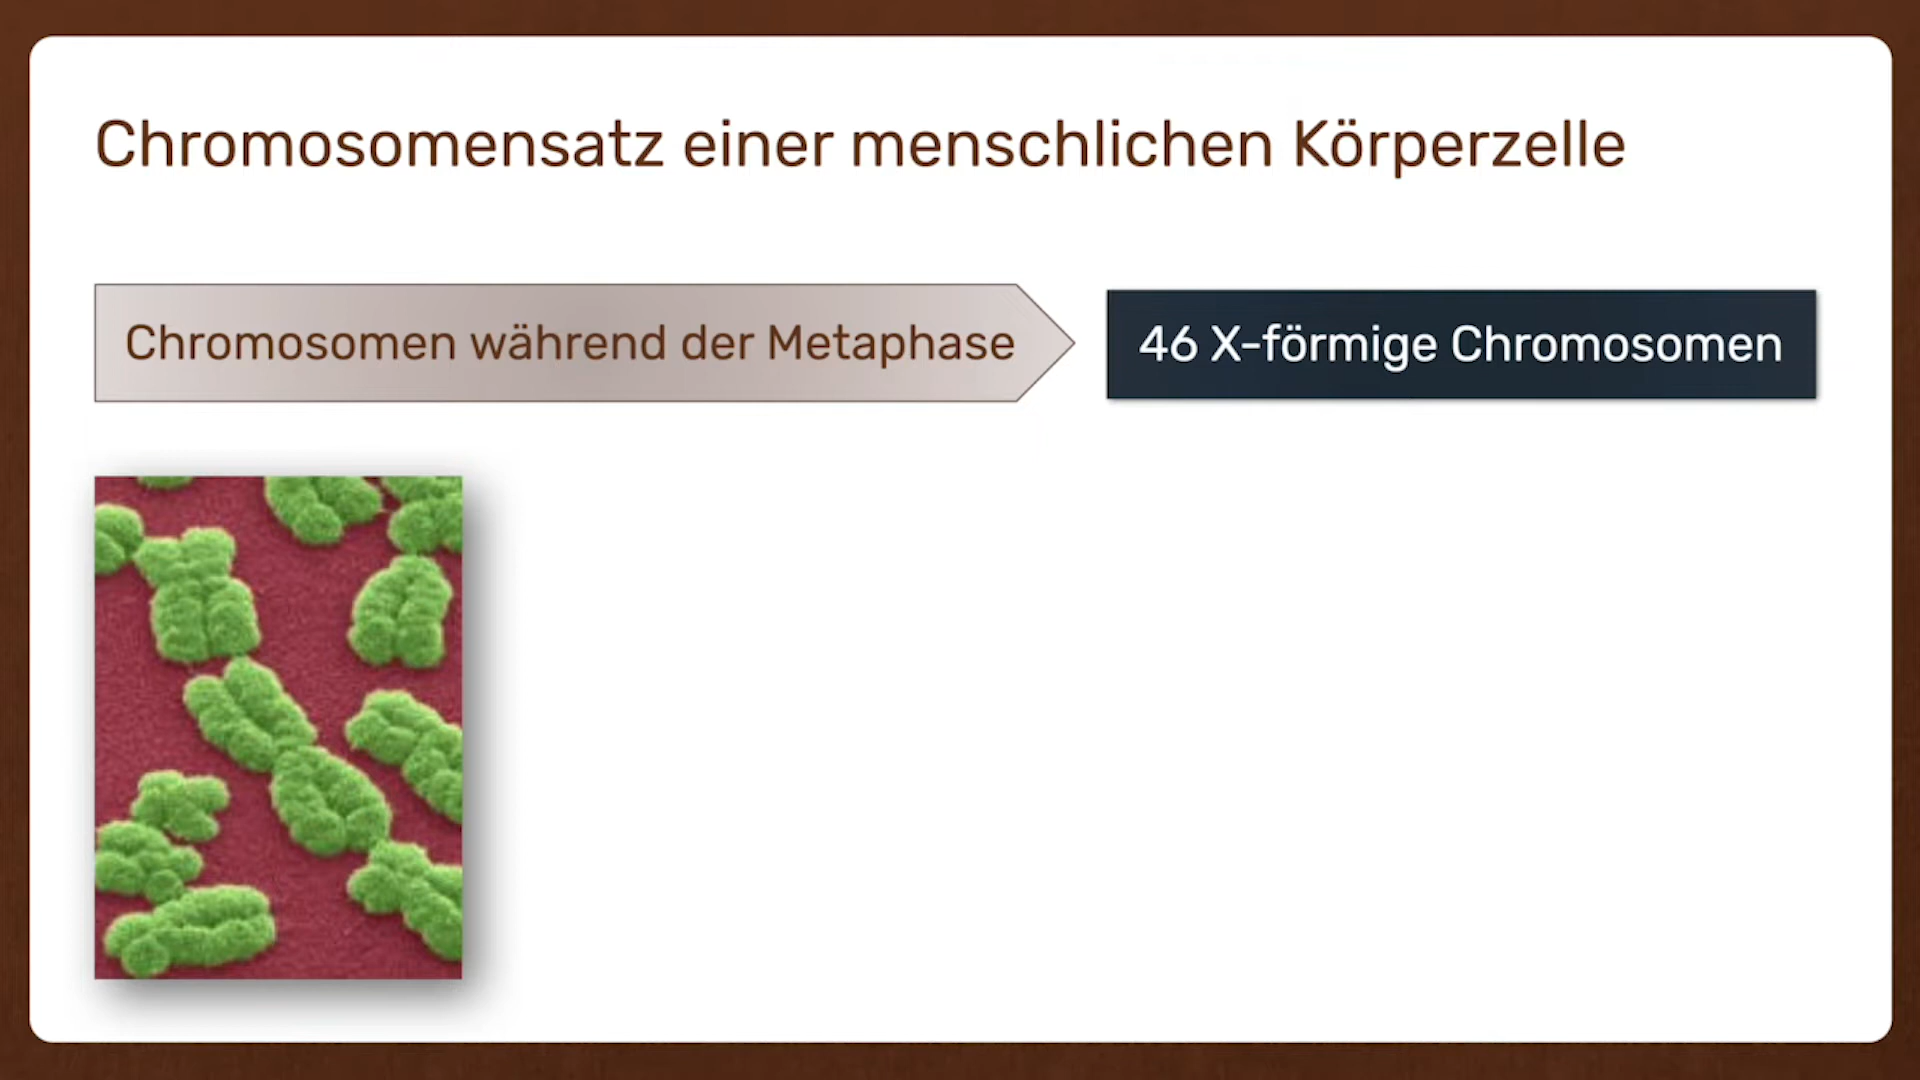 Chromosomensatz einer menschlichen Körperzelle
Chromosomen während der Metaphase
46 X-förmige Chromosomen